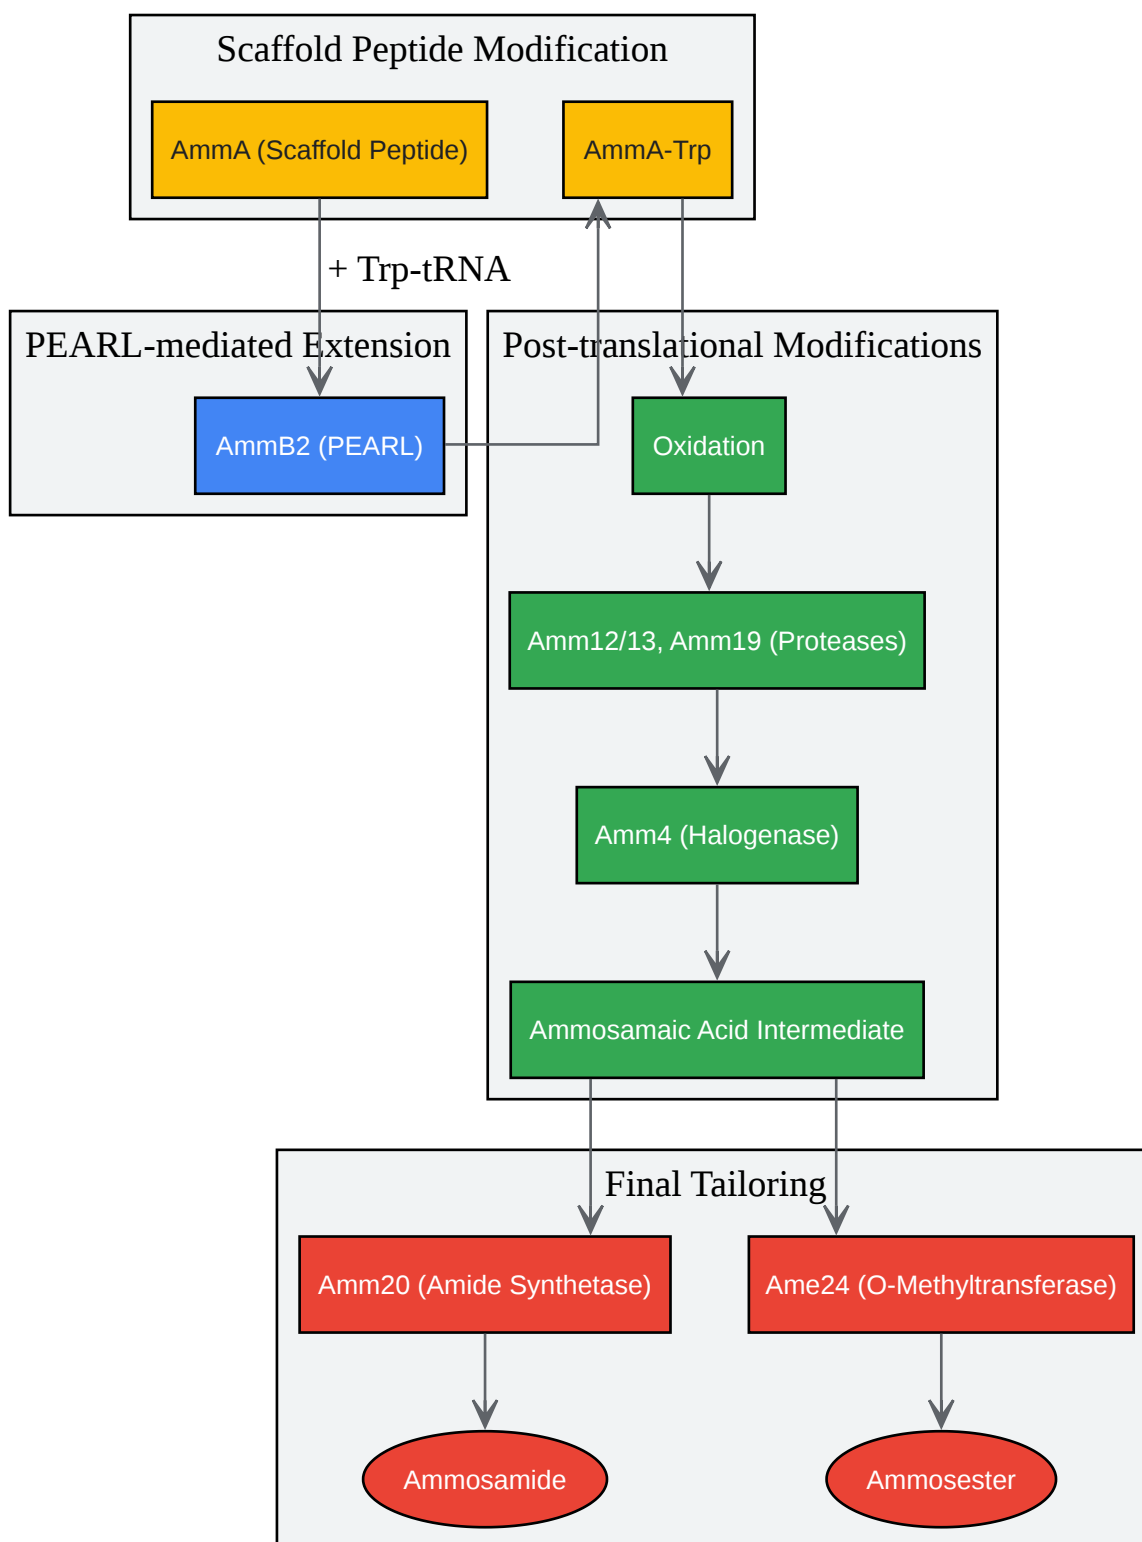 Scaffold Peptide Modification
AmmA (Scaffold Peptide)
AmmA-Trp
+ Trp-tRNA
PEARL-mediated Extension
Post-translational Modifications
AmmB2 (PEARL)
Oxidation
Amm12/13, Amm19 (Proteases)
Amm4 (Halogenase)
Ammosamaic Acid Intermediate
Final Tailoring
Amm20 (Amide Synthetase)
Ame24 (O-Methyltransferase)
Ammosamide
Ammosester